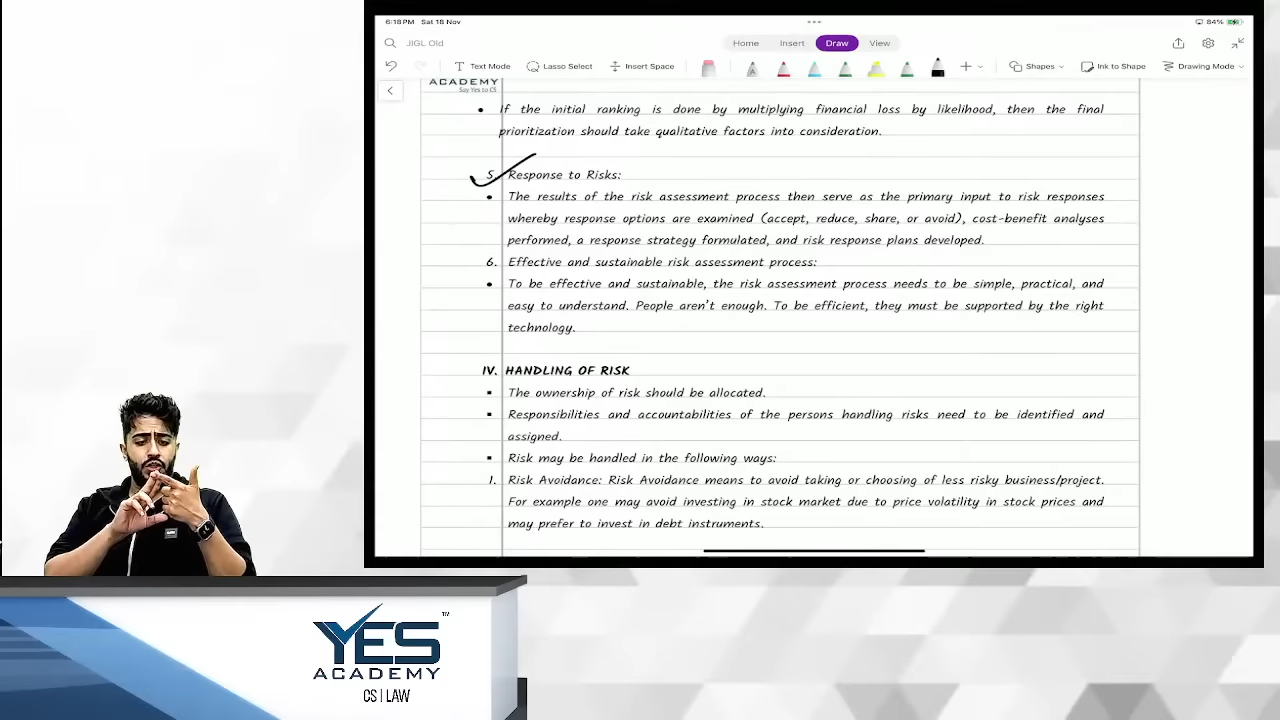 6:18 PM Sat 18 Nov
84%
JIGL Old
Home Insert Draw View
Text Mode Lasso Select Insert Space Shapes Ink to Shape Drawing Mode
ACADEMY
Say Yes to CS
• If the initial ranking is done by multiplying financial loss by likelihood, then the final
prioritization should take qualitative factors into consideration.
5. Response to Risks:
• The results of the risk assessment process then serve as the primary input to risk responses
whereby response options are examined (accept, reduce, share, or avoid), cost-benefit analyses
performed, a response strategy formulated, and risk response plans developed.
6. Effective and sustainable risk assessment process:
• To be effective and sustainable, the risk assessment process needs to be simple, practical, and
easy to understand. People aren't enough. To be efficient, they must be supported by the right
technology.
IV. HANDLING OF RISK
▪ The ownership of risk should be allocated.
▪ Responsibilities and accountabilities of the persons handling risks need to be identified and
assigned.
▪ Risk may be handled in the following ways:
1. Risk Avoidance: Risk Avoidance means to avoid taking or choosing of less risky business/project.
For example one may avoid investing in stock market due to price volatility in stock prices and
may prefer to invest in debt instruments.
YES™
ACADEMY
CS | LAW